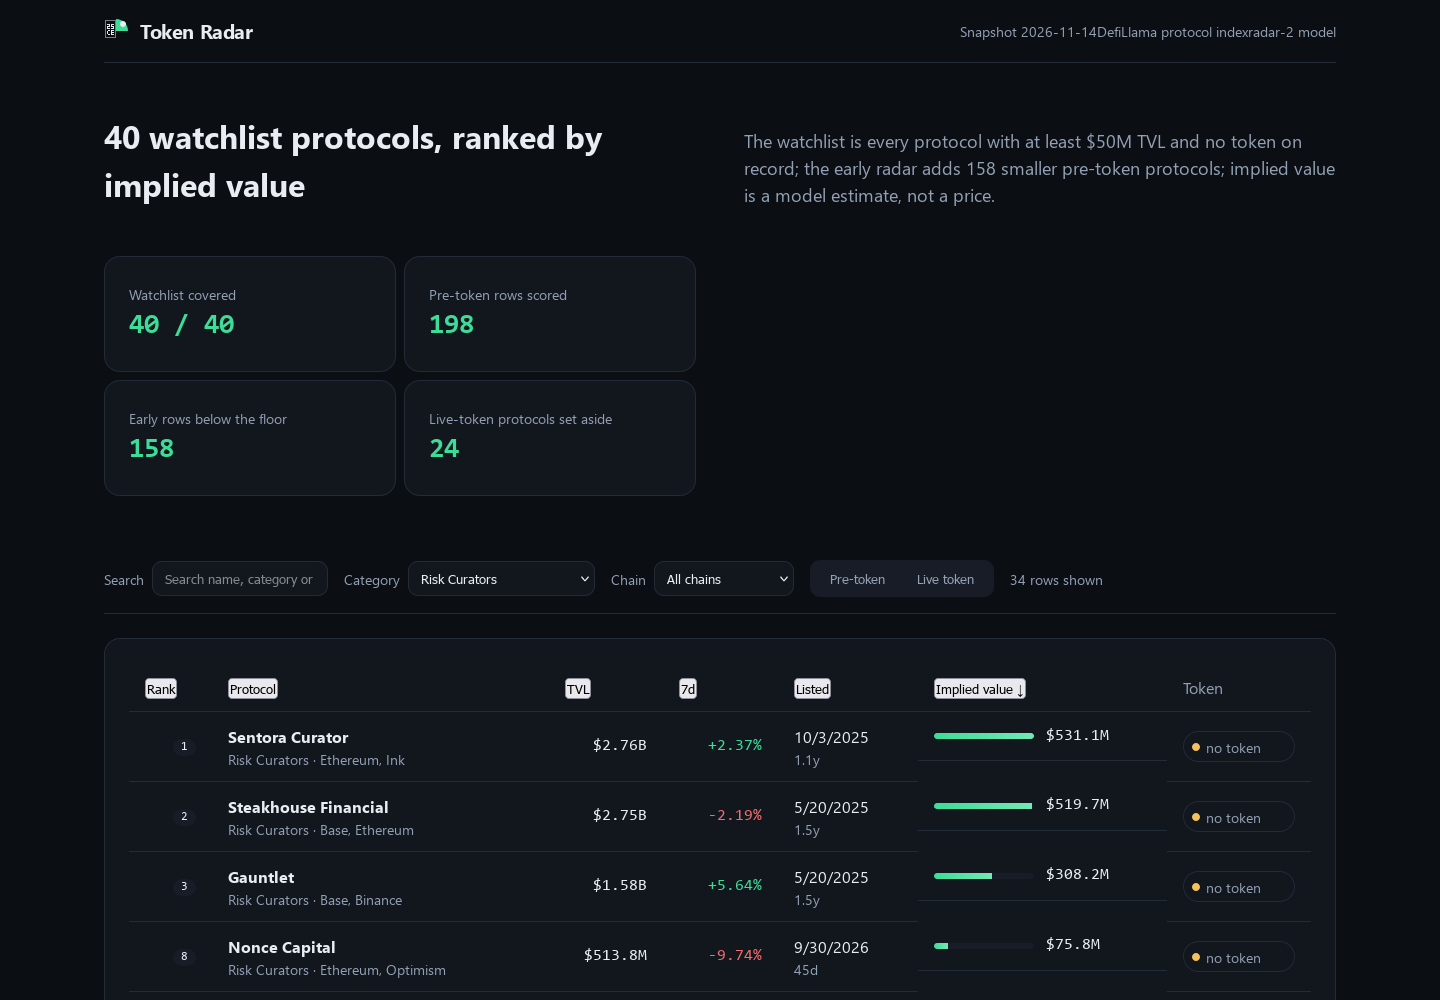 Token Radar
Snapshot 2026-11-14DefiLlama protocol indexradar-2 model
40 watchlist protocols, ranked by
implied value
The watchlist is every protocol with at least $50M TVL and no token on
record; the early radar adds 158 smaller pre-token protocols; implied value
is a model estimate, not a price.
Watchlist covered
40 / 40
Pre-token rows scored
198
Early rows below the floor
158
Live-token protocols set aside
24
Search Search name, category or Category Risk Curators Chain All chains Pre-token Live token 34 rows shown
Rank Protocol TVL 7d Listed Implied value ↓ Token
1 Sentora Curator $2.76B +2.37% 10/3/2025 $531.1M no token
Risk Curators · Ethereum, Ink 1.1y
2 Steakhouse Financial $2.75B -2.19% 5/20/2025 $519.7M no token
Risk Curators · Base, Ethereum 1.5y
3 Gauntlet $1.58B +5.64% 5/20/2025 $308.2M no token
Risk Curators · Base, Binance 1.5y
8 Nonce Capital $513.8M -9.74% 9/30/2026 $75.8M no token
Risk Curators · Ethereum, Optimism 45d